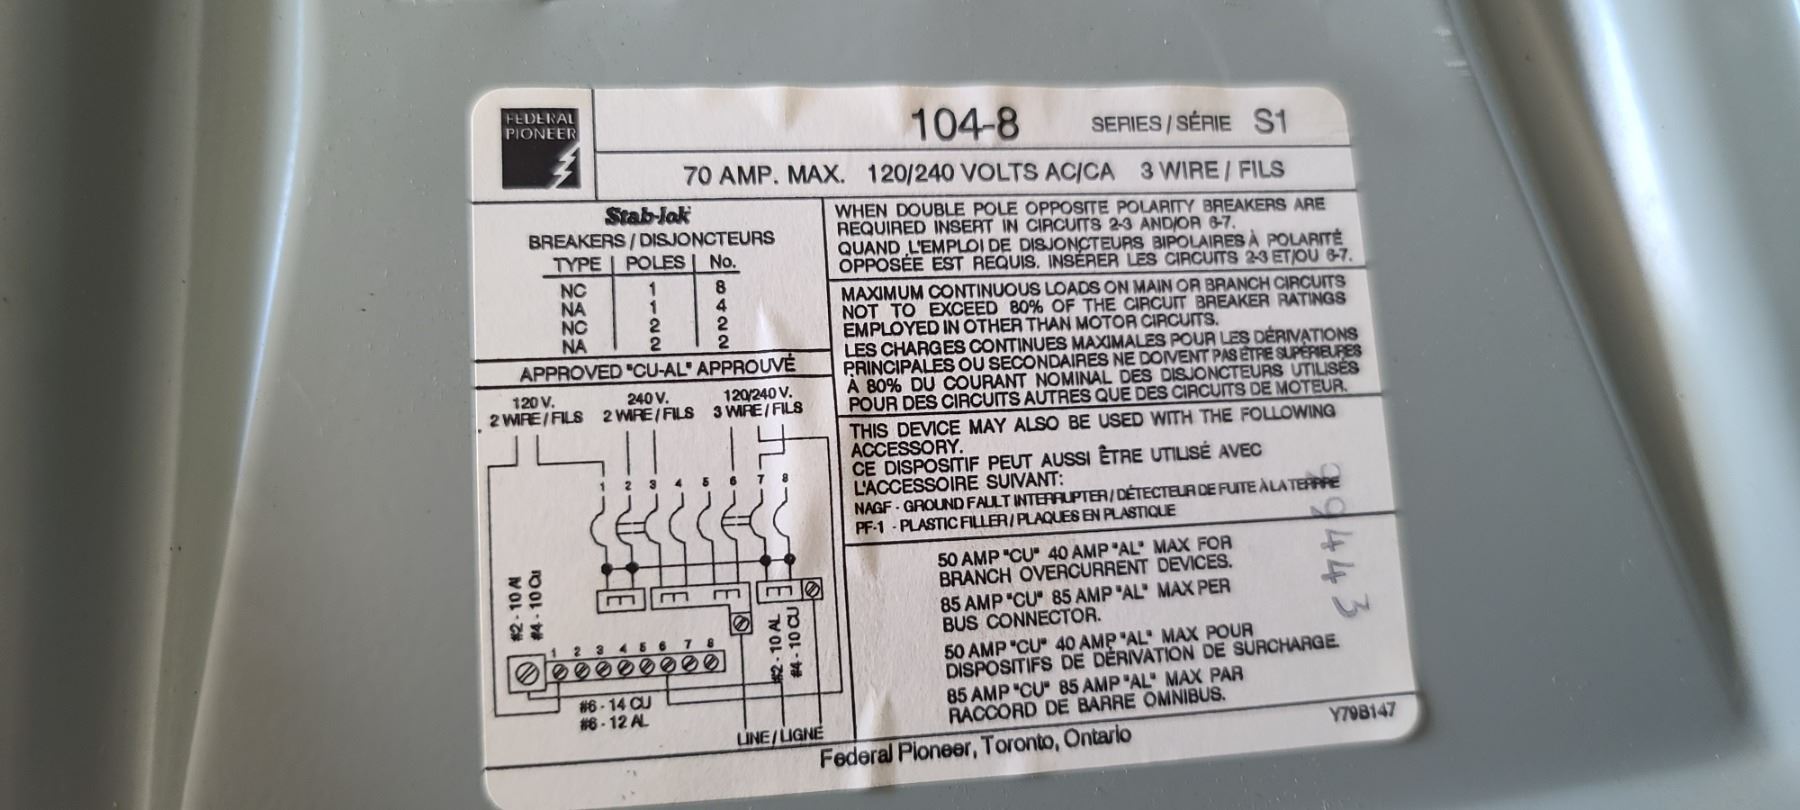 FEDERAL
PIONEER
104-8 SERIES / SÉRIE S1
70 AMP. MAX. 120/240 VOLTS AC/CA 3 WIRE / FILS
Stab-lok
BREAKERS / DISJONCTEURS
TYPE POLES No.
NC 1 8
NA 1 4
NC 2 2
NA 2 2
APPROVED "CU-AL" APPROUVÉ
120 V. 240 V. 120/240 V.
2 WIRE / FILS 2 WIRE / FILS 3 WIRE / FILS
1 2 3 4 5 6 7 8
#2 - 10 Al
#4 - 10 Cu
1 2 3 4 5 6 7 8
#2 - 10 AL
#4 - 10 CU
#6 - 14 CU
#6 - 12 AL
LINE / LIGNE
WHEN DOUBLE POLE OPPOSITE POLARITY BREAKERS ARE
REQUIRED INSERT IN CIRCUITS 2-3 AND/OR 6-7.
QUAND L'EMPLOI DE DISJONCTEURS BIPOLAIRES À POLARITÉ
OPPOSÉE EST REQUIS. INSÉRER LES CIRCUITS 2-3 ET/OU 6-7.
MAXIMUM CONTINUOUS LOADS ON MAIN OR BRANCH CIRCUITS
NOT TO EXCEED 80% OF THE CIRCUIT BREAKER RATINGS
EMPLOYED IN OTHER THAN MOTOR CIRCUITS.
LES CHARGES CONTINUES MAXIMALES POUR LES DÉRIVATIONS
PRINCIPALES OU SECONDAIRES NE DOIVENT PAS ÊTRE SUPÉRIEURES
À 80% DU COURANT NOMINAL DES DISJONCTEURS UTILISÉS
POUR DES CIRCUITS AUTRES QUE DES CIRCUITS DE MOTEUR.
THIS DEVICE MAY ALSO BE USED WITH THE FOLLOWING
ACCESSORY.
CE DISPOSITIF PEUT AUSSI ÊTRE UTILISÉ AVEC
L'ACCESSOIRE SUIVANT:
NAGF - GROUND FAULT INTERRUPTER / DÉTECTEUR DE FUITE À LA TERRE
PF-1 - PLASTIC FILLER / PLAQUES EN PLASTIQUE
50 AMP "CU" 40 AMP "AL" MAX FOR
BRANCH OVERCURRENT DEVICES.
85 AMP "CU" 85 AMP "AL" MAX PER
BUS CONNECTOR.
50 AMP "CU" 40 AMP "AL" MAX POUR
DISPOSITIFS DE DÉRIVATION DE SURCHARGE.
85 AMP "CU" 85 AMP "AL" MAX PAR
RACCORD DE BARRE OMNIBUS.
Y79B147
Federal Pioneer, Toronto, Ontario